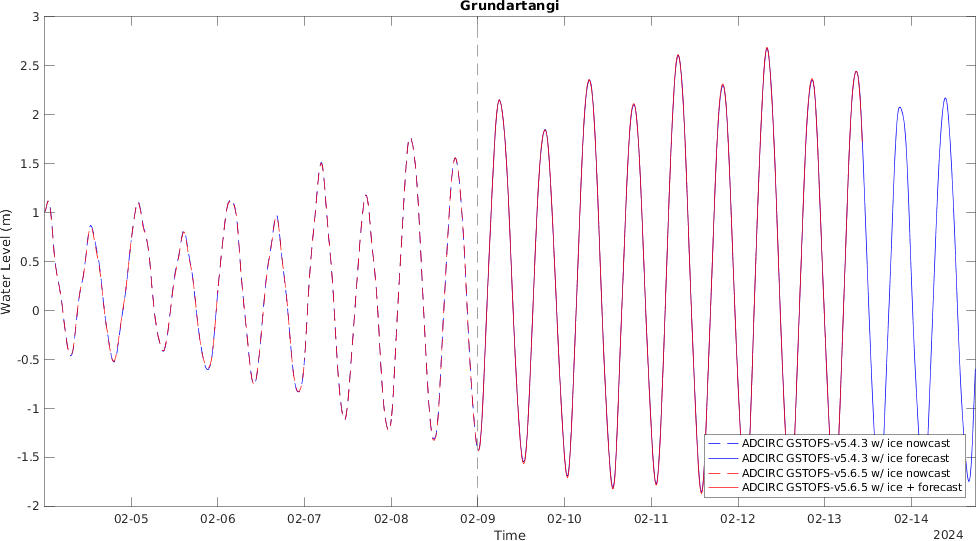 Grundartangi
3
2.5
2
1.5
1
0.5
0
-0.5
-1
-1.5
-2
Water Level (m)
ADCIRC GSTOFS-v5.4.3 w/ ice nowcast
ADCIRC GSTOFS-v5.4.3 w/ ice forecast
ADCIRC GSTOFS-v5.6.5 w/ ice nowcast
ADCIRC GSTOFS-v5.6.5 w/ ice + forecast
02-05 02-06 02-07 02-08 02-09 02-10 02-11 02-12 02-13 02-14
Time
2024